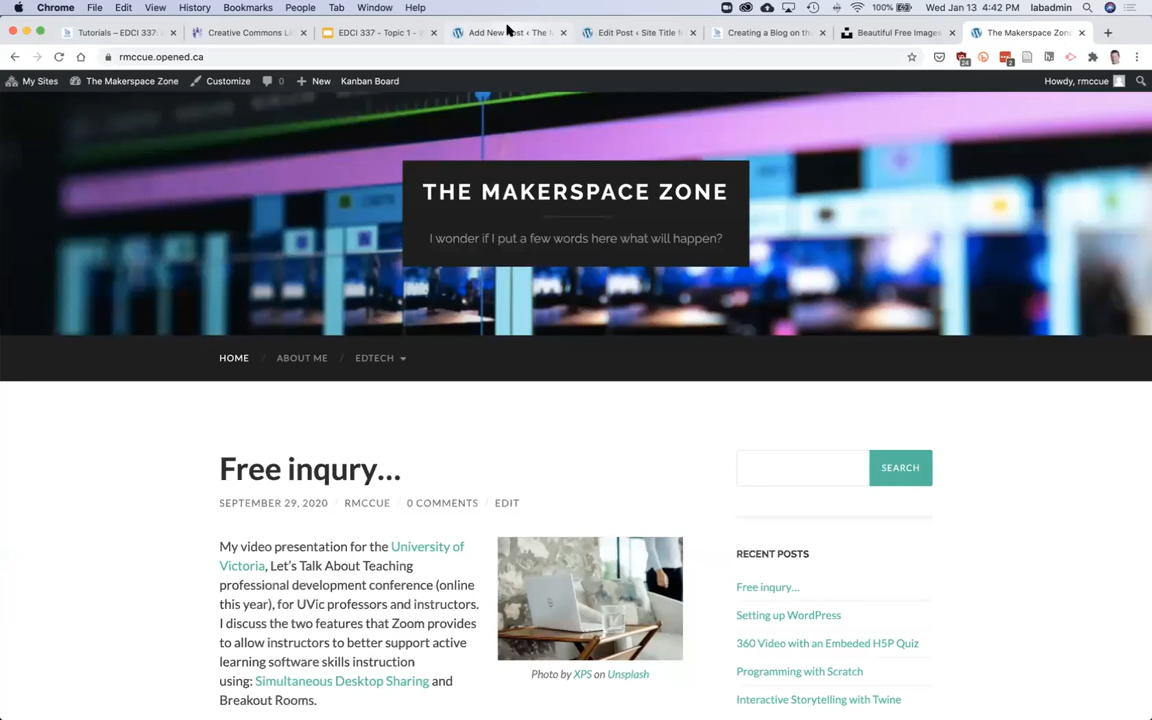 Chrome File Edit View History Bookmarks People Tab Window Help 100% Wed Jan 13 4:42 PM labadmin
Tutorials – EDCI 337: Creative Commons Li EDCI 337 - Topic 1 - Add New Post ‹ The M Edit Post ‹ Site Title f Creating a Blog on th Beautiful Free Images The Makerspace Zone
rmccue.opened.ca
24 2
My Sites The Makerspace Zone Customize 0 New Kanban Board Howdy, rmccue
THE MAKERSPACE ZONE
I wonder if I put a few words here what will happen?
HOME / ABOUT ME / EDTECH
Free inqury...
SEPTEMBER 29, 2020 / RMCCUE / 0 COMMENTS / EDIT
My video presentation for the University of
Victoria, Let's Talk About Teaching
professional development conference (online
this year), for UVic professors and instructors.
I discuss the two features that Zoom provides
to allow instructors to better support active
learning software skills instruction
using: Simultaneous Desktop Sharing and
Breakout Rooms.
Photo by XPS on Unsplash
SEARCH
RECENT POSTS
Free inqury...
Setting up WordPress
360 Video with an Embeded H5P Quiz
Programming with Scratch
Interactive Storytelling with Twine